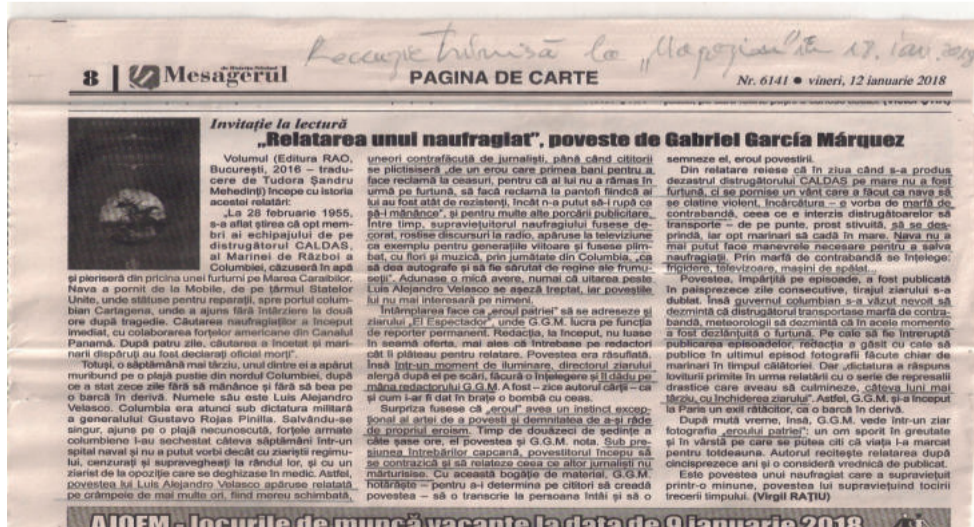 Recenzie trimisă la „Magazin" 18. ian. 2018
8 Mesagerul PAGINA DE CARTE Nr. 6141 ● vineri, 12 ianuarie 2018
Invitaţie la lectură
„Relatarea unui naufragiat”, poveste de Gabriel García Márquez
Volumul (Editura RAO,
Bucureşti, 2016 – tradu-
cere de Tudora Şandru
Mehedinţi) începe cu istoria
acestei relatări:
„La 28 februarie 1955,
s-a aflat ştirea că opt mem-
bri ai echipajului de pe
distrugătorul CALDAS,
al Marinei de Război a
Columbiei, căzuseră în apă
şi pieriseră din pricina unei furtuni pe Marea Caraibilor.
Nava a pornit de la Mobile, de pe ţărmul Statelor
Unite, unde stătuse pentru reparaţii, spre portul colum-
bian Cartagena, unde a ajuns fără întârziere la două
ore după tragedie. Căutarea naufragiaţilor a început
imediat, cu colaborarea forţelor americane din Canalul
Panamá. După patru zile, căutarea a încetat şi mari-
narii dispăruţi au fost declaraţi oficial morţi”.
Totuşi, o săptămână mai târziu, unul dintre ei a apărut
muribund pe o plajă pustie din nordul Columbiei, după
ce a stat zece zile fără să mănânce şi fără să bea pe
o barcă în derivă. Numele său este Luis Alejandro
Velasco. Columbia era atunci sub dictatura militară
a generalului Gustavo Rojas Pinilla. Salvându-se
singur, ajuns pe o plajă necunoscută, forţele armate
columbiene l-au sechestat câteva săptămâni într-un
spital naval şi nu a putut vorbi decât cu ziariştii regimu-
lui, cenzuraţi şi supravegheaţi la rândul lor, şi cu un
ziarist de la opoziţie care se deghizase în medic. Astfel,
povestea lui Luis Alejandro Velasco apăruse relatată
pe crâmpeie de mai multe ori, fiind mereu schimbată,
uneori contrafăcută de jurnalişti, până când cititorii
se plictisiseră „de un erou care primea bani pentru a
face reclamă la ceasuri, pentru că al lui nu a rămas în
urmă pe furtună, să facă reclamă la pantofi fiindcă ai
lui au fost atât de rezistenţi, încât n-a putut să-i rupă ca
să-i mănânce”, şi pentru multe alte porcării publicitare.
Între timp, supravieţuitorul naufragiului fusese de-
corat, rostise discursuri la radio, apăruse la televiziune
ca exemplu pentru generaţiile viitoare şi fusese plim-
bat, cu flori şi muzică, prin jumătate din Columbia, „ca
să dea autografe şi să fie sărutat de regine ale frumu-
seţii”. Adunase o mică avere, numai că uitarea peste
Luis Alejandro Velasco se aşeză treptat, iar poveştile
lui nu mai interesară pe nimeni.
Întâmplarea face ca „eroul patriei” să se adreseze şi
ziarului „El Espectador”, unde G.G.M. lucra pe funcţia
de reporter permanent. Redacţia, la început, nu luase
în seamă oferta, mai ales că întrebase pe redactori
cât îi plăteau pentru relatare. Povestea era răsuflată.
Însă într-un moment de iluminare, directorul ziarului
alergă după el pe scări, făcură o înţelegere şi îl dădu pe
mâna redactorului G.G.M. A fost – zice autorul cărţii – ca
şi cum i-ar fi dat în braţe o bombă cu ceas.
Surpriza fusese că „eroul” avea un instinct excep-
ţional al artei de a povesti şi demnitatea de a-şi râde
de propriul eroism. Timp de douăzeci de şedinţe a
câte şase ore, el povestea şi G.G.M. nota. Sub pre-
siunea întrebărilor capcană, povestitorul începu să
se contrazică şi să relateze ceea ce altor jurnalişti nu
mărturisise. Cu această bogăţie de material, G.G.M.
hotărăşte – pentru a-i determina pe cititori să creadă
povestea – să o transcrie la persoana întâi şi să o
semneze el, eroul povestirii.
Din relatare reiese că în ziua când s-a produs
dezastrul distrugătorului CALDAS pe mare nu a fost
furtună, ci se pornise un vânt care a făcut ca nava să
se clatine violent, încărcătura – e vorba de marfă de
contrabandă, ceea ce e interzis distrugătoarelor să
transporte – de pe punte, prost stivuită, să se des-
prindă, iar opt marinari să cadă în mare. Nava nu a
mai putut face manevrele necesare pentru a salva
naufragiaţii. Prin marfă de contrabandă se înţelege:
frigidere, televizoare, maşini de spălat...
Povestea, împărţită pe episoade, a fost publicată
în paisprezece zile consecutive, tirajul ziarului s-a
dublat. Însă guvernul columbian s-a văzut nevoit să
dezmintă că distrugătorul transportase marfă de contra-
bandă, meteorologii să dezmintă că în acele momente
a fost dezlănţuită o furtună. Pe cale să fie întreruptă
publicarea episoadelor, redacţia a găsit cu cale să
publice în ultimul episod fotografii făcute chiar de
marinari în timpul călătoriei. Dar „dictatura a răspuns
loviturii primite în urma relatării cu o serie de represalii
drastice care aveau să culmineze, câteva luni mai
târziu, cu închiderea ziarului”. Astfel, G.G.M. şi-a început
la Paris un exil rătăcitor, ca o barcă în derivă.
După mută vreme, însă, G.G.M. vede într-un ziar
fotografia „eroului patriei”: un om sporit în greutate
şi în vârstă pe care se putea citi că viaţa l-a marcat
pentu totdeauna. Autorul reciteşte relatarea după
cincisprezece ani şi o consideră vrednică de publicat.
Este povestea unui naufragiat care a supravieţuit
printr-o minune, povestea lui supravieţuind tocirii
trecerii timpului. (Virgil RAŢIU)
AJOFM - locurile de muncă vacante la data de 9 ianuarie 2018